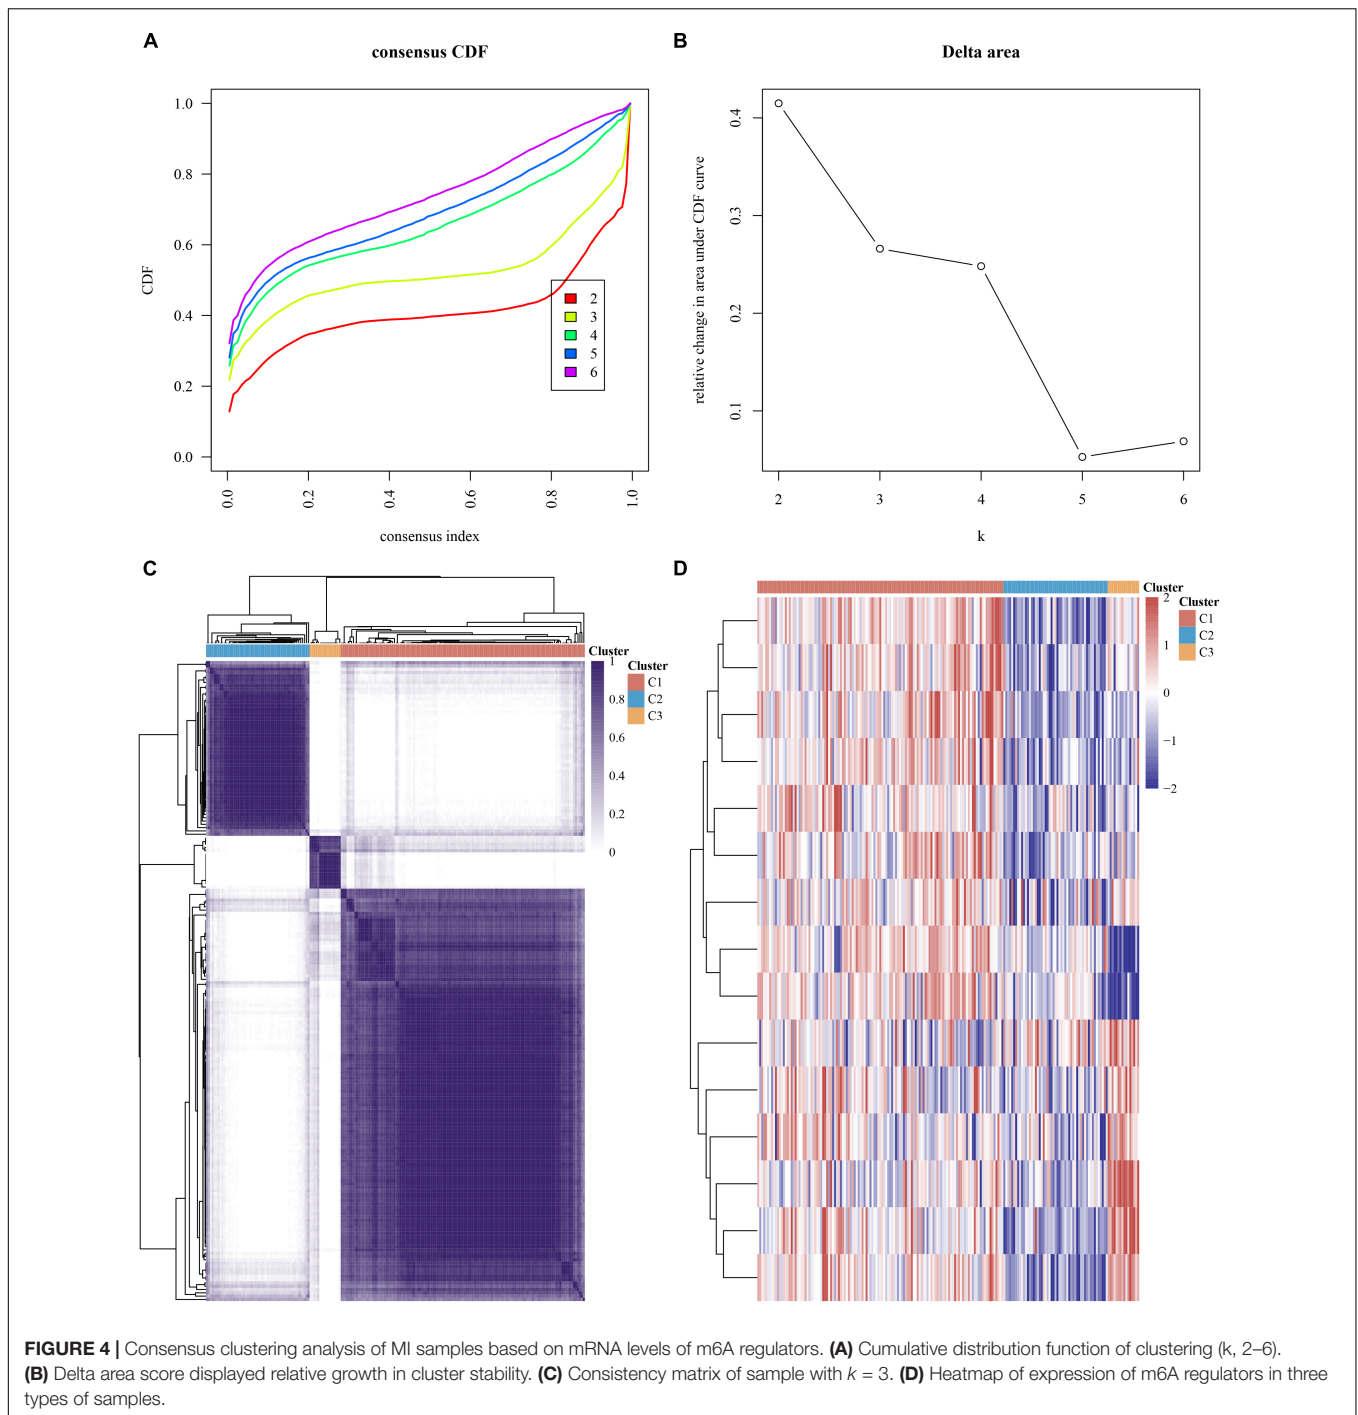 A
consensus CDF
CDF
1.0
0.8
0.6
0.4
0.2
0.0
0.0
0.2
0.4
0.6
0.8
1.0
consensus index
2
3
4
5
6
B
Delta area
relative change in area under CDF curve
0.4
0.3
0.2
0.1
2
3
4
5
6
k
C
Cluster
1
0.8
0.6
0.4
0.2
0
Cluster
C1
C2
C3
D
Cluster
2
1
0
−1
−2
Cluster
C1
C2
C3
FIGURE 4 | Consensus clustering analysis of MI samples based on mRNA levels of m6A regulators. (A) Cumulative distribution function of clustering (k, 2–6).
(B) Delta area score displayed relative growth in cluster stability. (C) Consistency matrix of sample with k = 3. (D) Heatmap of expression of m6A regulators in three
types of samples.